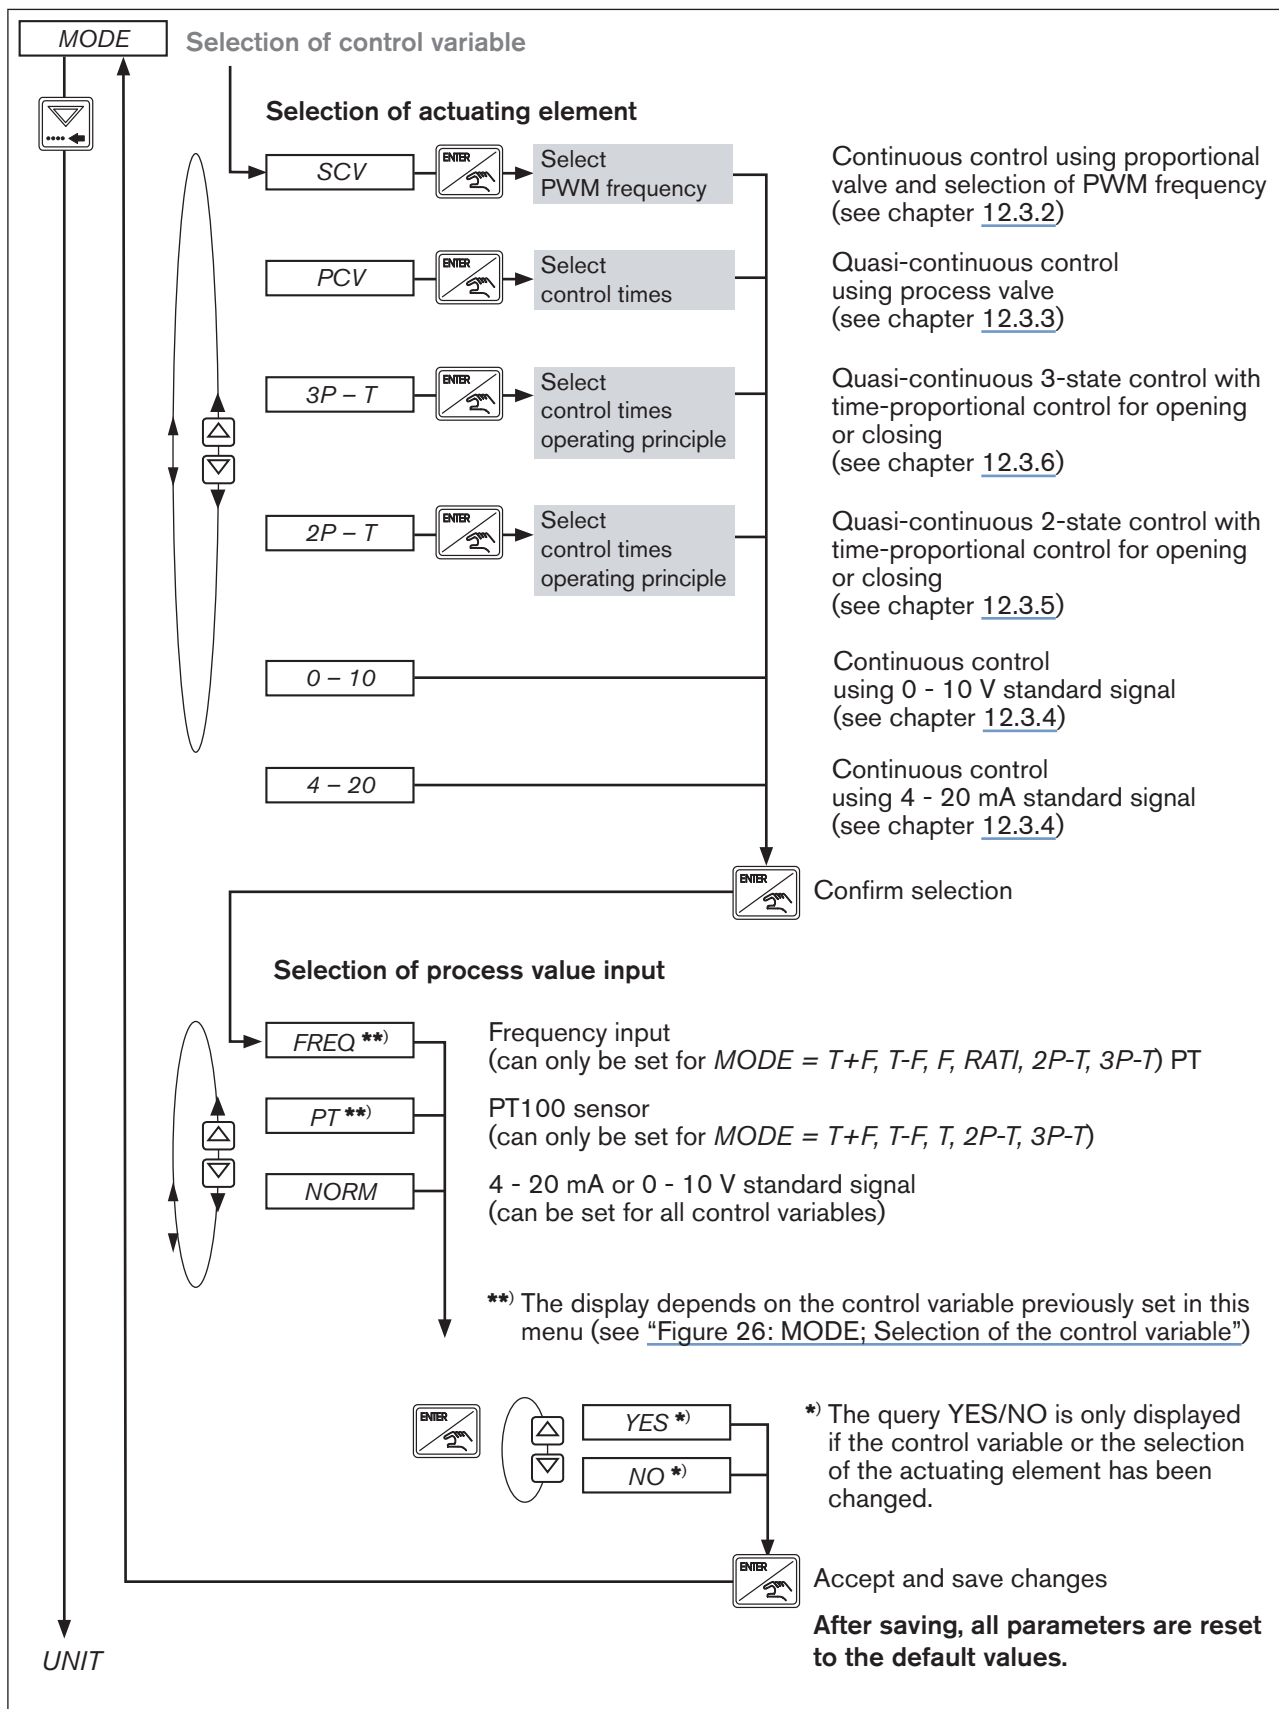 MODE
Selection of control variable
Selection of actuating element
SCV
ENTER
Select
PWM frequency
Continuous control using proportional
valve and selection of PWM frequency
(see chapter 12.3.2)
PCV
ENTER
Select
control times
Quasi-continuous control
using process valve
(see chapter 12.3.3)
3P – T
ENTER
Select
control times
operating principle
Quasi-continuous 3-state control with
time-proportional control for opening
or closing
(see chapter 12.3.6)
2P – T
ENTER
Select
control times
operating principle
Quasi-continuous 2-state control with
time-proportional control for opening
or closing
(see chapter 12.3.5)
0 – 10
Continuous control
using 0 - 10 V standard signal
(see chapter 12.3.4)
4 – 20
Continuous control
using 4 - 20 mA standard signal
(see chapter 12.3.4)
ENTER
Confirm selection
Selection of process value input
FREQ **)
Frequency input
(can only be set for MODE = T+F, T-F, F, RATI, 2P-T, 3P-T) PT
PT **)
PT100 sensor
(can only be set for MODE = T+F, T-F, T, 2P-T, 3P-T)
NORM
4 - 20 mA or 0 - 10 V standard signal
(can be set for all control variables)
**) The display depends on the control variable previously set in this
menu (see “Figure 26: MODE; Selection of the control variable”)
ENTER
YES *)
NO *)
*) The query YES/NO is only displayed
if the control variable or the selection
of the actuating element has been
changed.
ENTER
Accept and save changes
After saving, all parameters are reset
to the default values.
UNIT